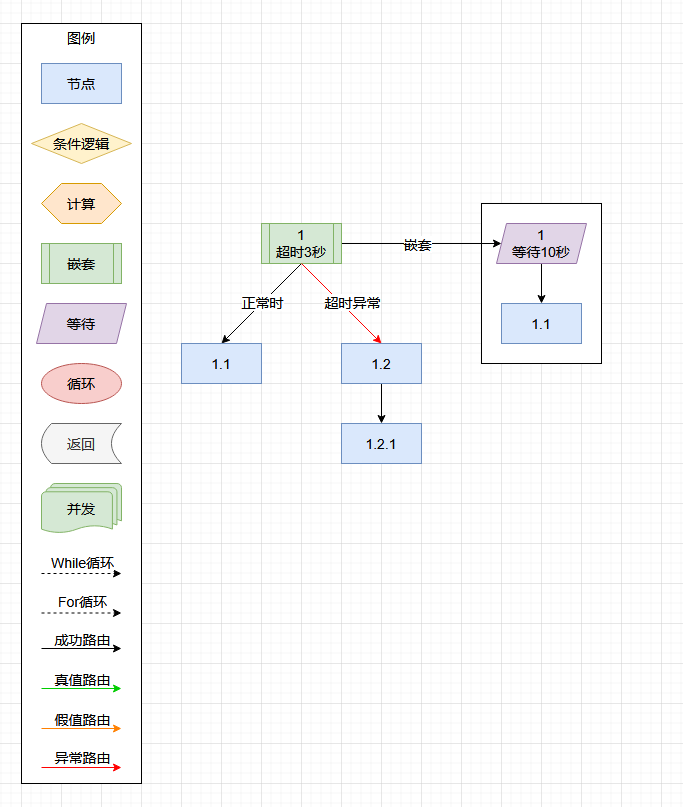 图例
节点
条件逻辑
计算
嵌套
等待
循环
返回
并发
While循环
For循环
成功路由
真值路由
假值路由
异常路由
1
超时3秒
嵌套
正常时
超时异常
1.1
1.2
1.2.1
1
等待10秒
1.1